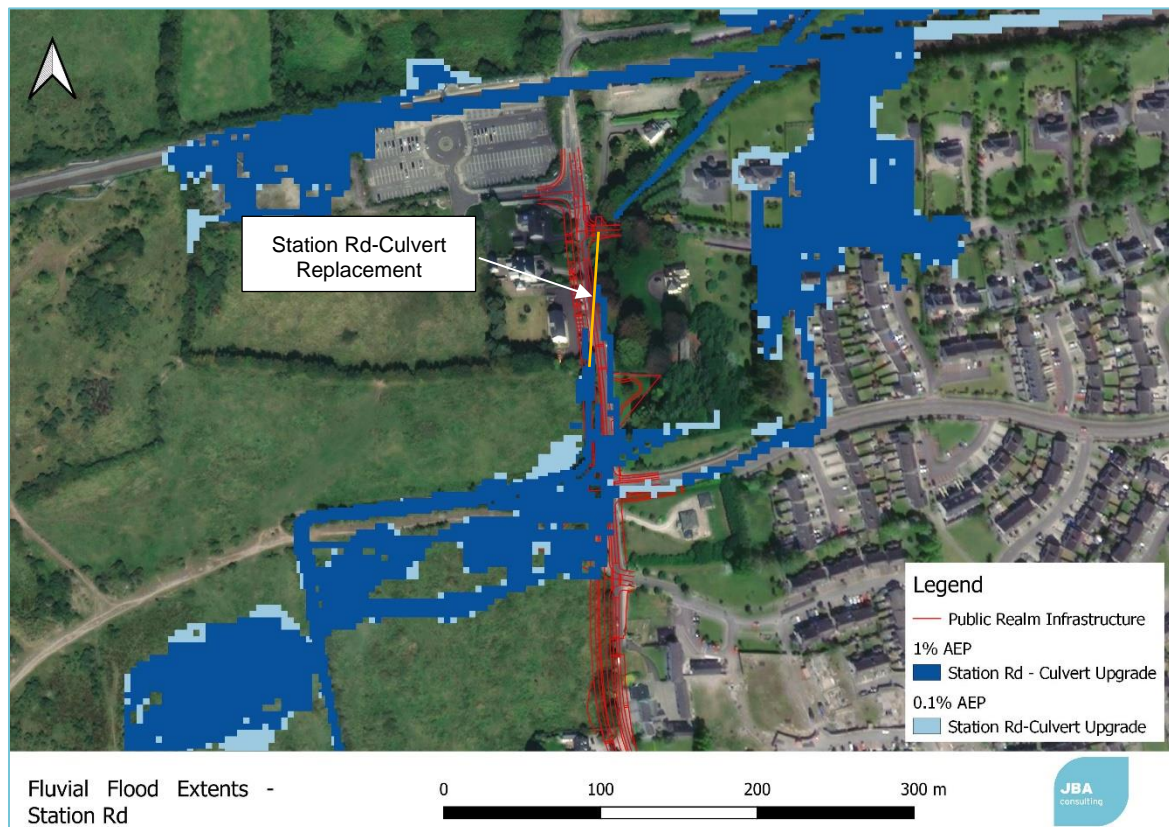 Station Rd-Culvert
Replacement
Legend
Public Realm Infrastructure
1% AEP
Station Rd - Culvert Upgrade
0.1% AEP
Station Rd-Culvert Upgrade
Fluvial Flood Extents -
Station Rd
0 100 200 300 m
JBA
consulting